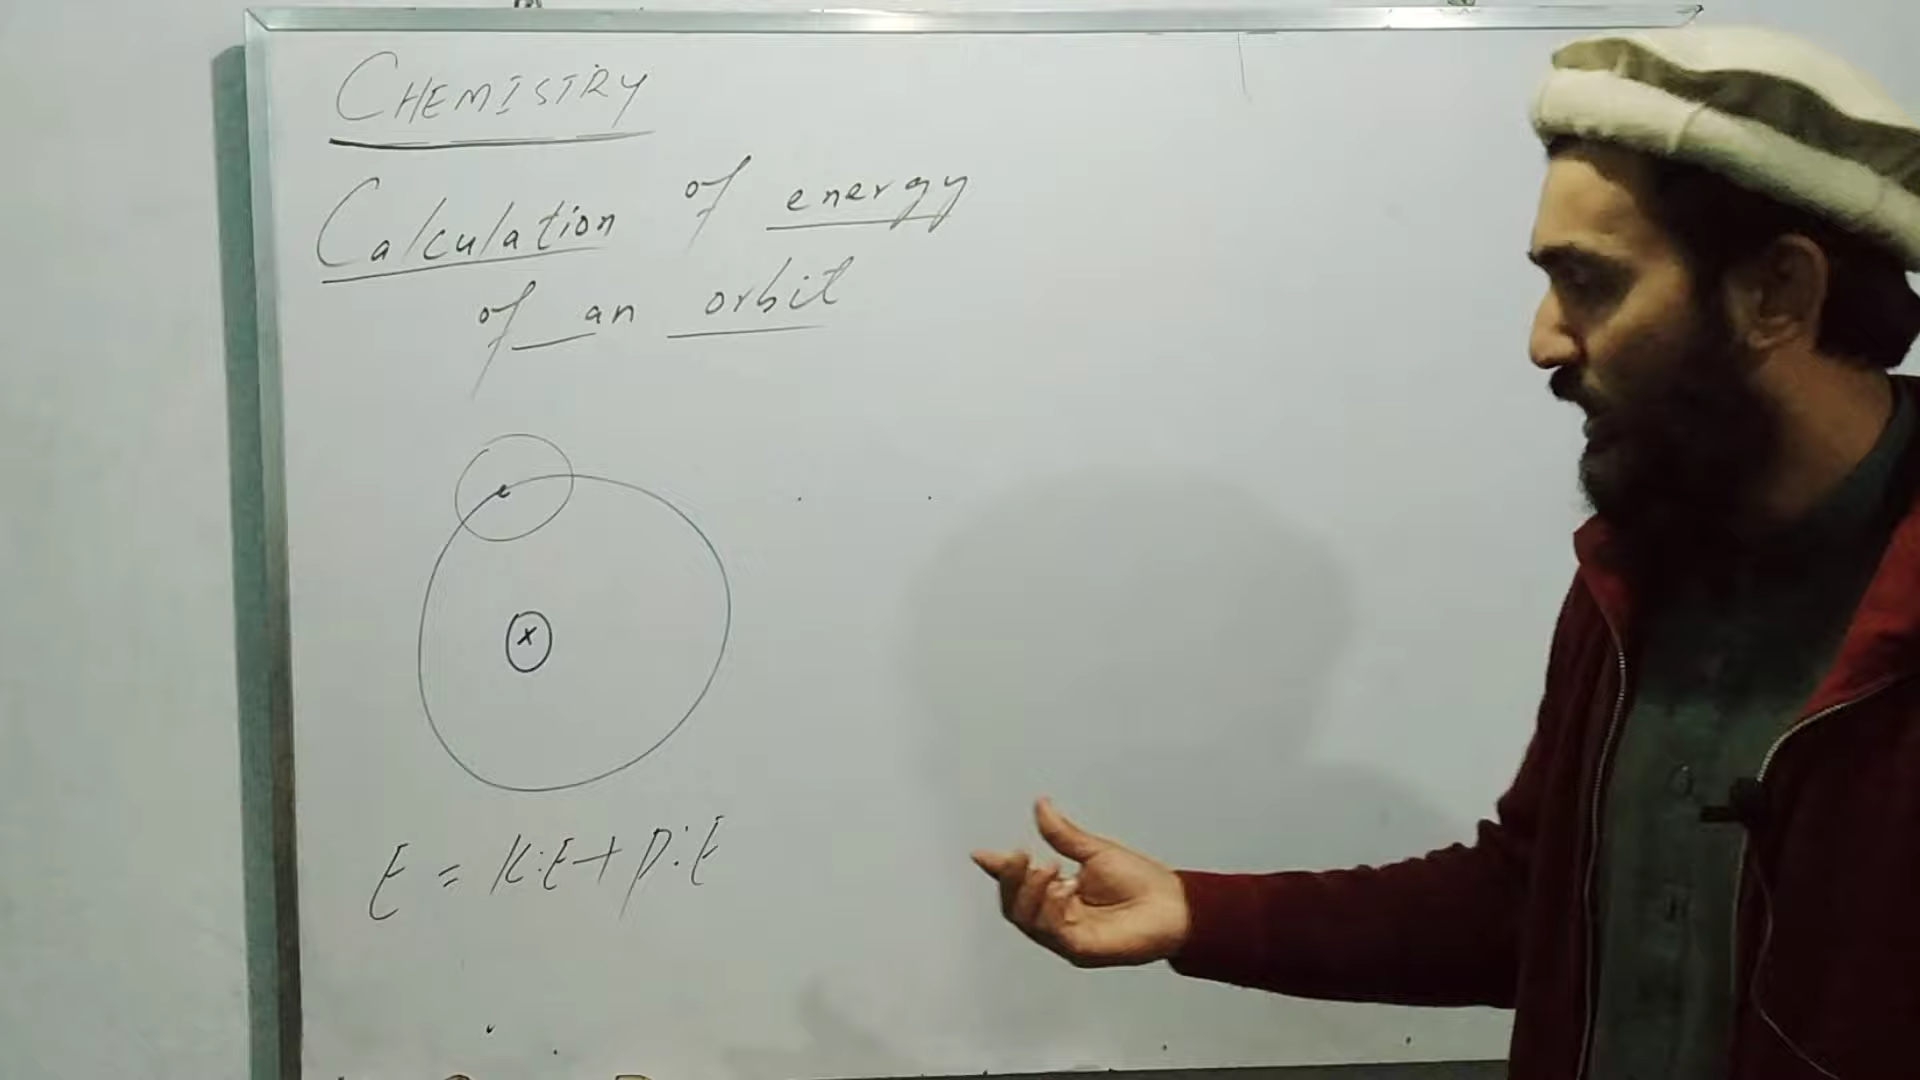 CHEMISTRY
Calculation of energy
of an orbit
e
x
E = K.E + P.E